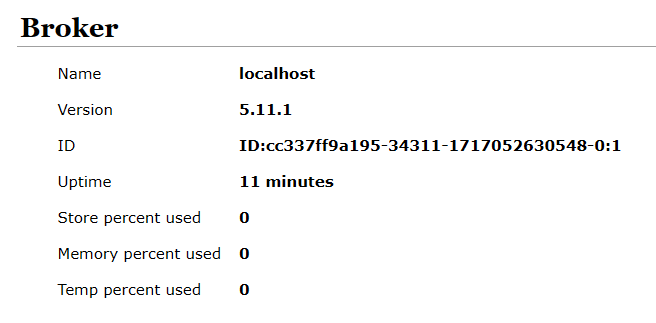 Broker
Name localhost
Version 5.11.1
ID ID:cc337ff9a195-34311-1717052630548-0:1
Uptime 11 minutes
Store percent used 0
Memory percent used 0
Temp percent used 0